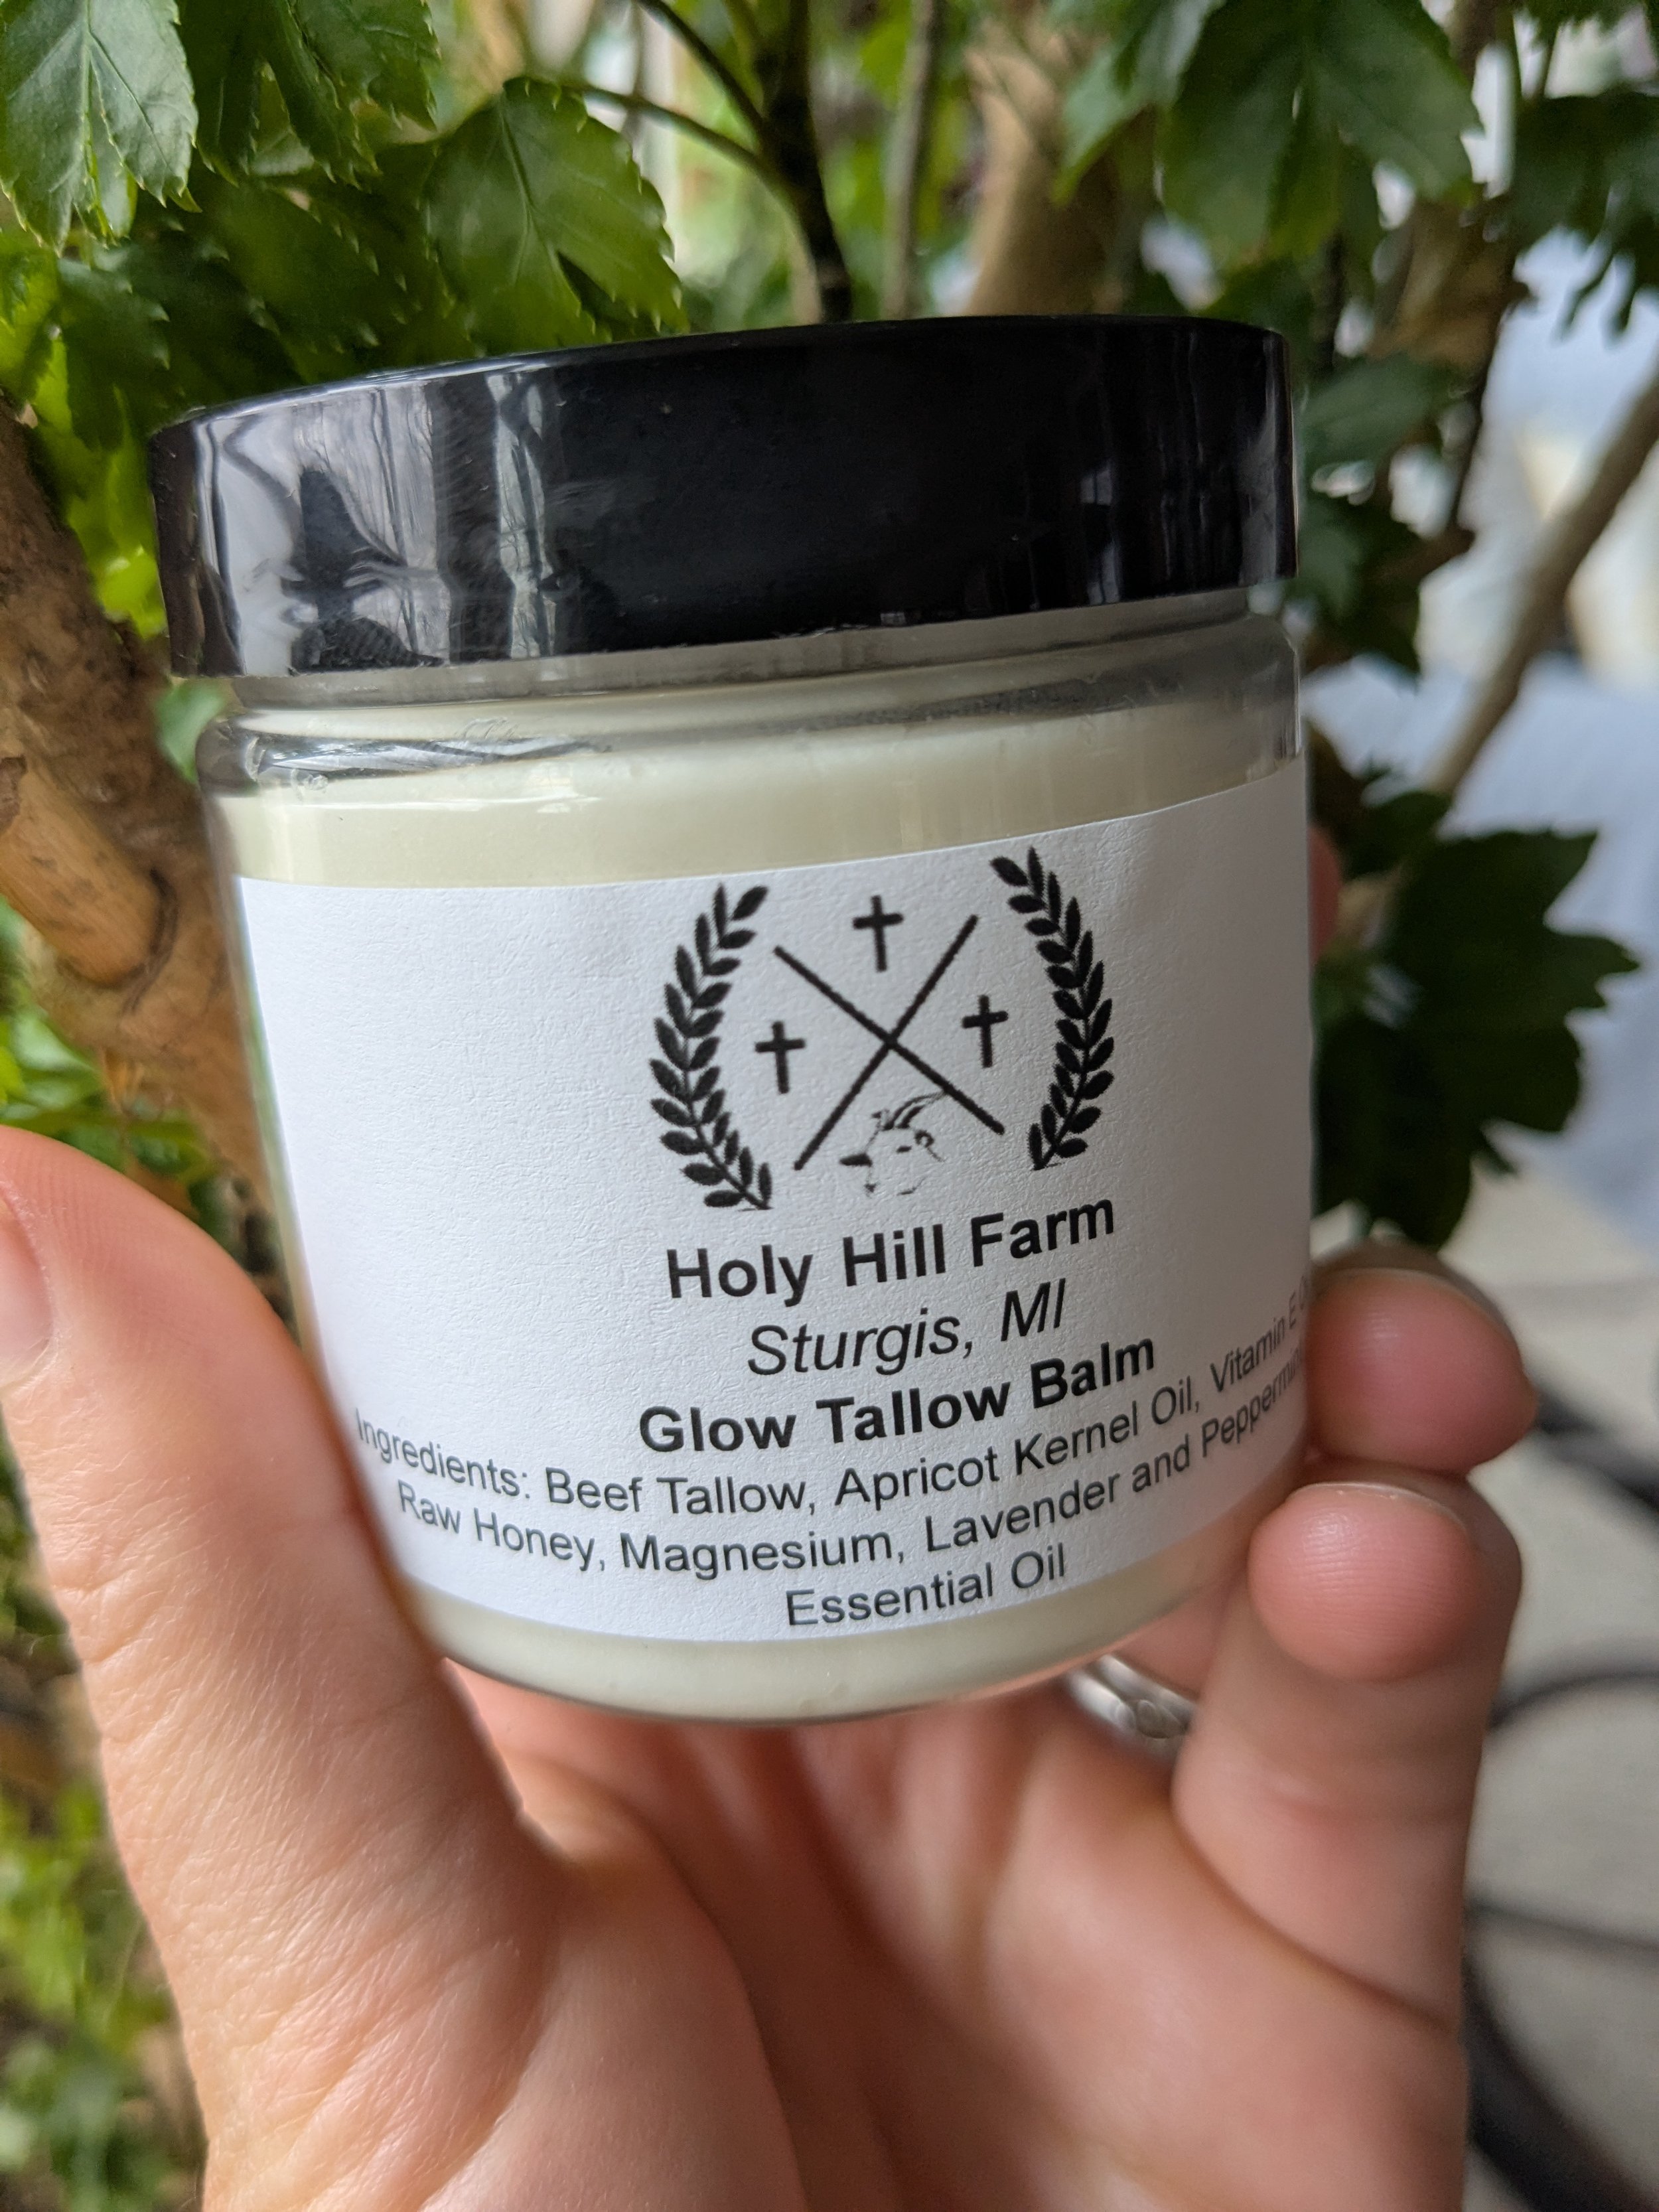 Holy Hill Farm
Sturgis, MI
Glow Tallow Balm
Ingredients: Beef Tallow, Apricot Kernel Oil, Vitamin E
Raw Honey, Magnesium, Lavender and
Essential Oil